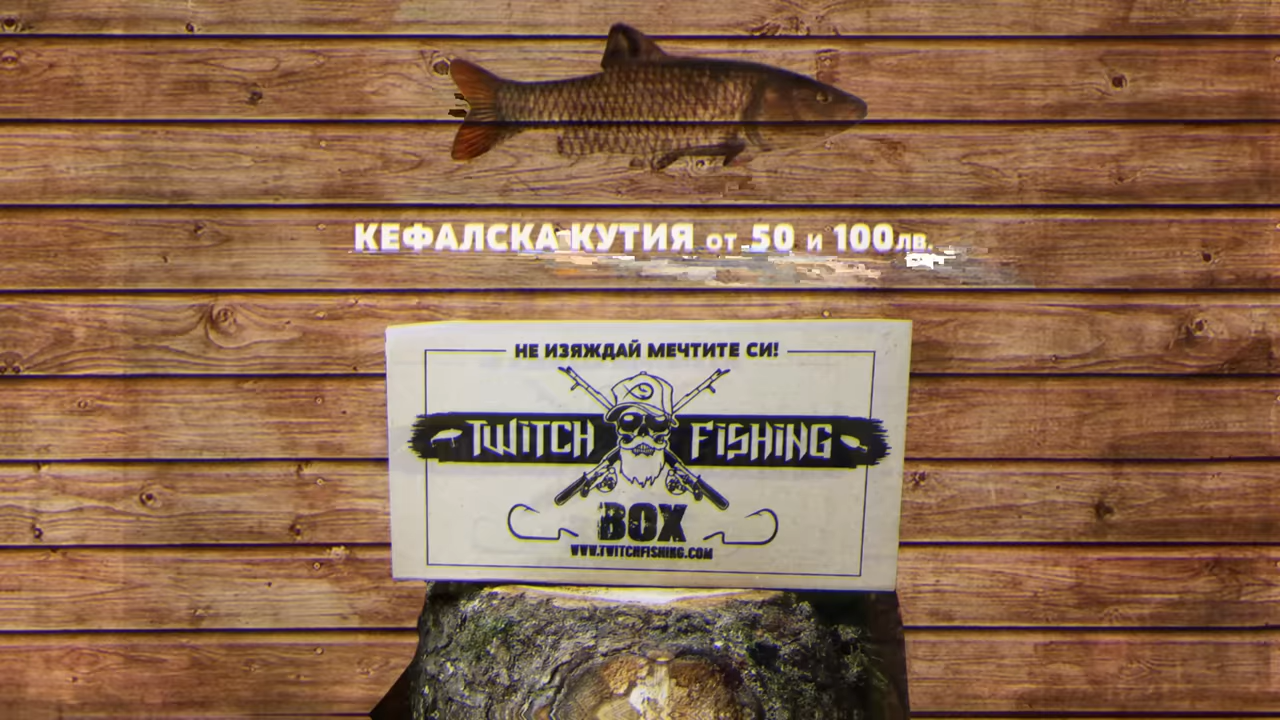 КЕФАЛСКА КУТИЯ от 50 и 100лв.
НЕ ИЗЯЖДАЙ МЕЧТИТЕ СИ!
TWITCH FISHING
BOX
WWW.TWITCHFISHING.COM